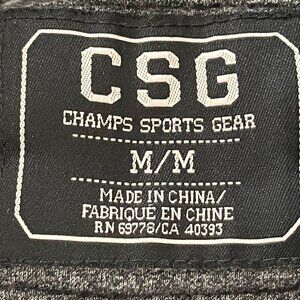 CSG
CHAMPS SPORTS GEAR
M/M
MADE IN CHINA/
FABRIQUÉ EN CHINE
RN 69778/CA 40393